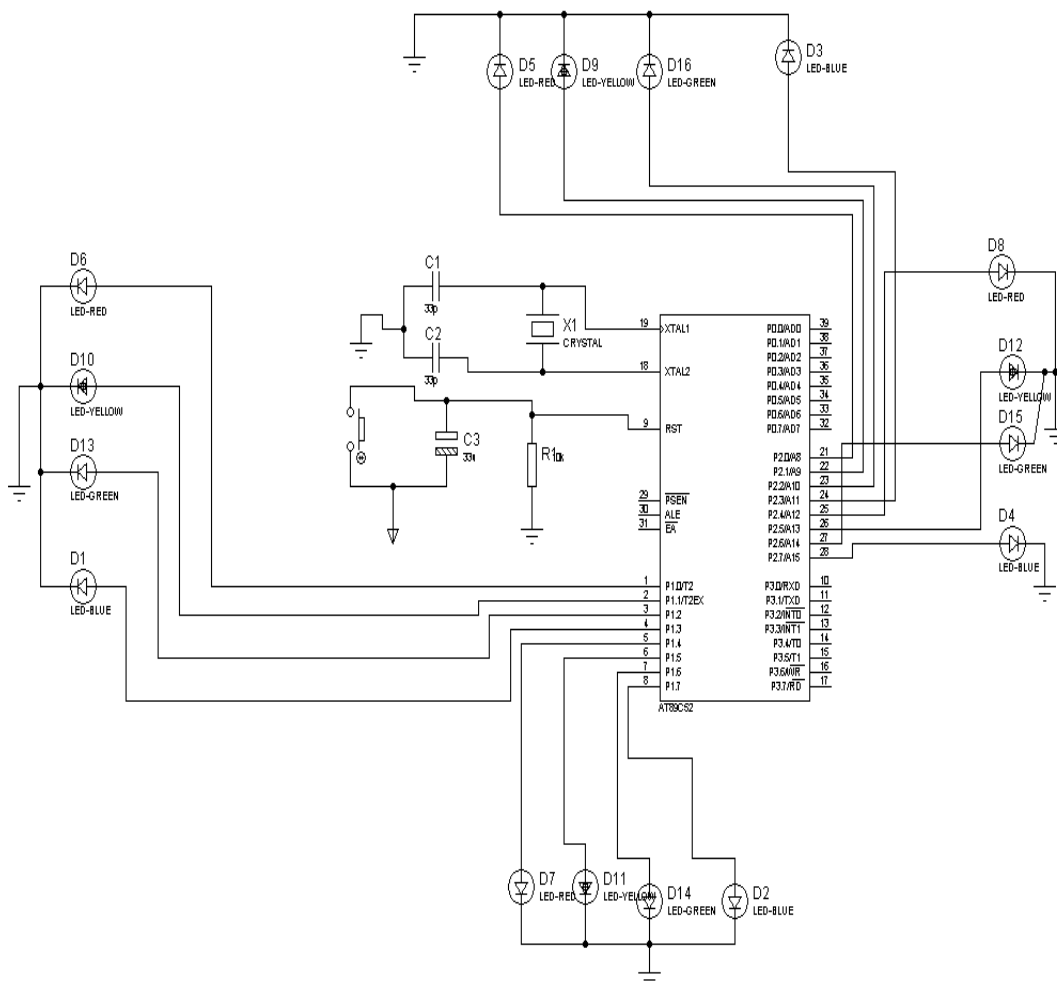 D5
LED-RED
D9
LED-YELLOW
D16
LED-GREEN
D3
LED-BLUE
D6
LED-RED
D10
LED-YELLOW
D13
LED-GREEN
D1
LED-BLUE
C1
33p
C2
33p
X1
CRYSTAL
C3
33u
R1
10k
D8
LED-RED
D12
LED-YELLOW
D15
LED-GREEN
D4
LED-BLUE
19 XTAL1
18 XTAL2
9 RST
29 PSEN
30 ALE
31 EA
1 P1.0/T2
2 P1.1/T2EX
3 P1.2
4 P1.3
5 P1.4
6 P1.5
7 P1.6
8 P1.7
P0.0/AD0 39
P0.1/AD1 38
P0.2/AD2 37
P0.3/AD3 36
P0.4/AD4 35
P0.5/AD5 34
P0.6/AD6 33
P0.7/AD7 32
P2.0/A8 21
P2.1/A9 22
P2.2/A10 23
P2.3/A11 24
P2.4/A12 25
P2.5/A13 26
P2.6/A14 27
P2.7/A15 28
P3.0/RXD 10
P3.1/TXD 11
P3.2/INT0 12
P3.3/INT1 13
P3.4/T0 14
P3.5/T1 15
P3.6/WR 16
P3.7/RD 17
AT89C52
D7
LED-RED
D11
LED-YELLOW
D14
LED-GREEN
D2
LED-BLUE